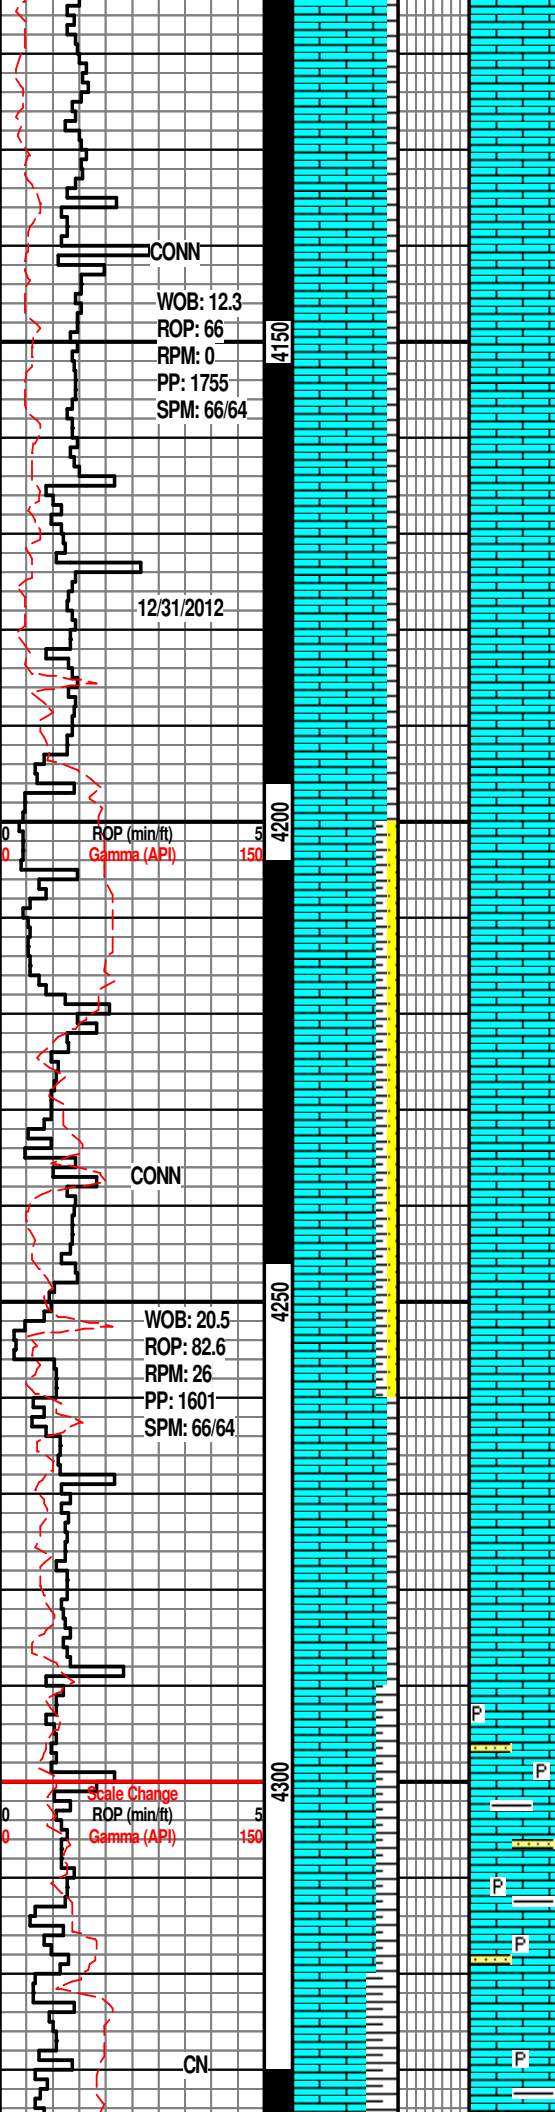 CONN
WOB: 12.3
ROP: 66
RPM: 0
PP: 1755
SPM: 66/64
4150
12/31/2012
4200
0 ROP (min/ft) 5
0 Gamma (API) 150
CONN
4250
WOB: 20.5
ROP: 82.6
RPM: 26
PP: 1601
SPM: 66/64
P
P
4300
Scale Change
0 ROP (min/ft) 5
0 Gamma (API) 150
P
P
CN
P